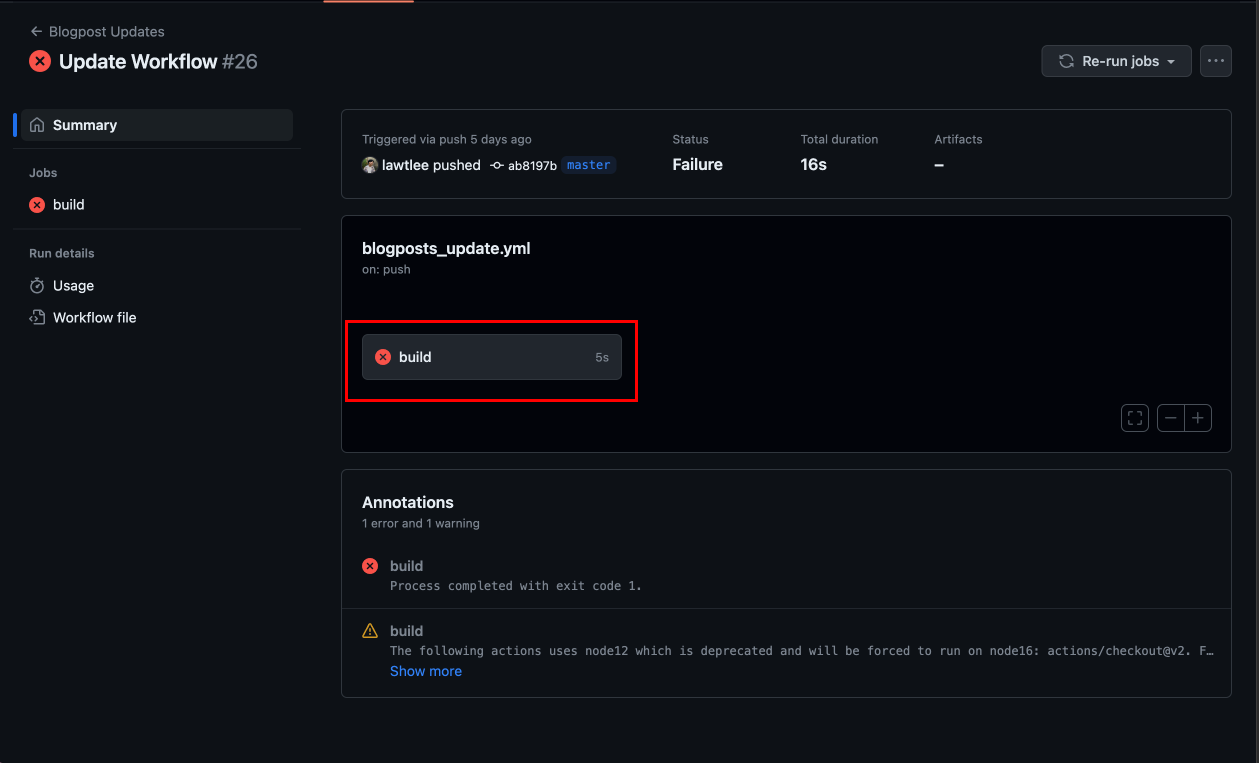 Blogpost Updates
Update Workflow #26
Re-run jobs
Summary
Jobs
build
Run details
Usage
Workflow file
Triggered via push 5 days ago
lawtlee pushed ab8197b master
Status
Failure
Total duration
16s
Artifacts
–
blogposts_update.yml
on: push
build 5s
Annotations
1 error and 1 warning
build
Process completed with exit code 1.
build
The following actions uses node12 which is deprecated and will be forced to run on node16: actions/checkout@v2. F…
Show more